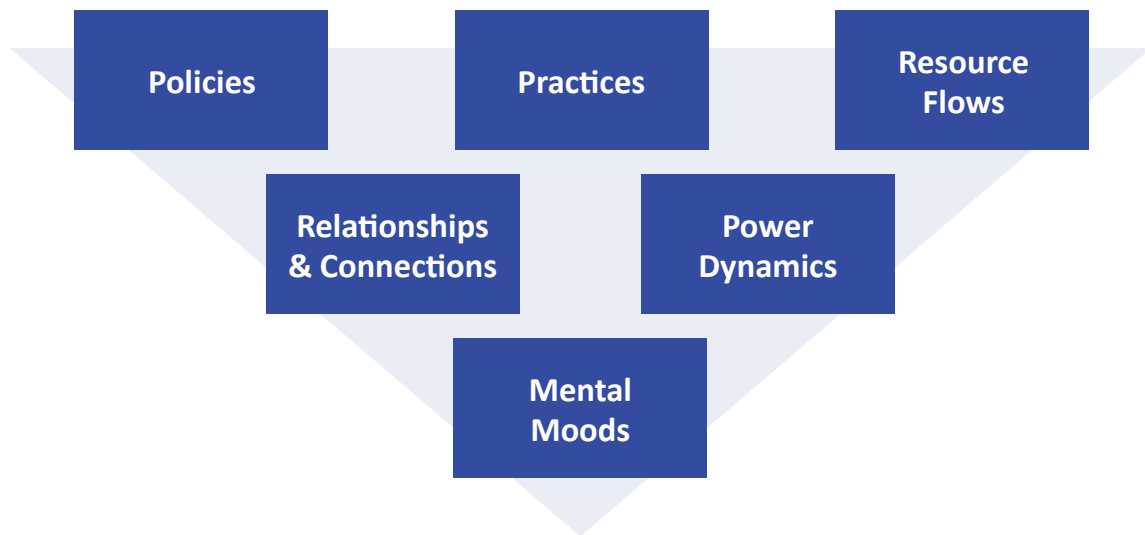 Policies
Practices
Resource
Flows
Relationships
& Connections
Power
Dynamics
Mental
Moods